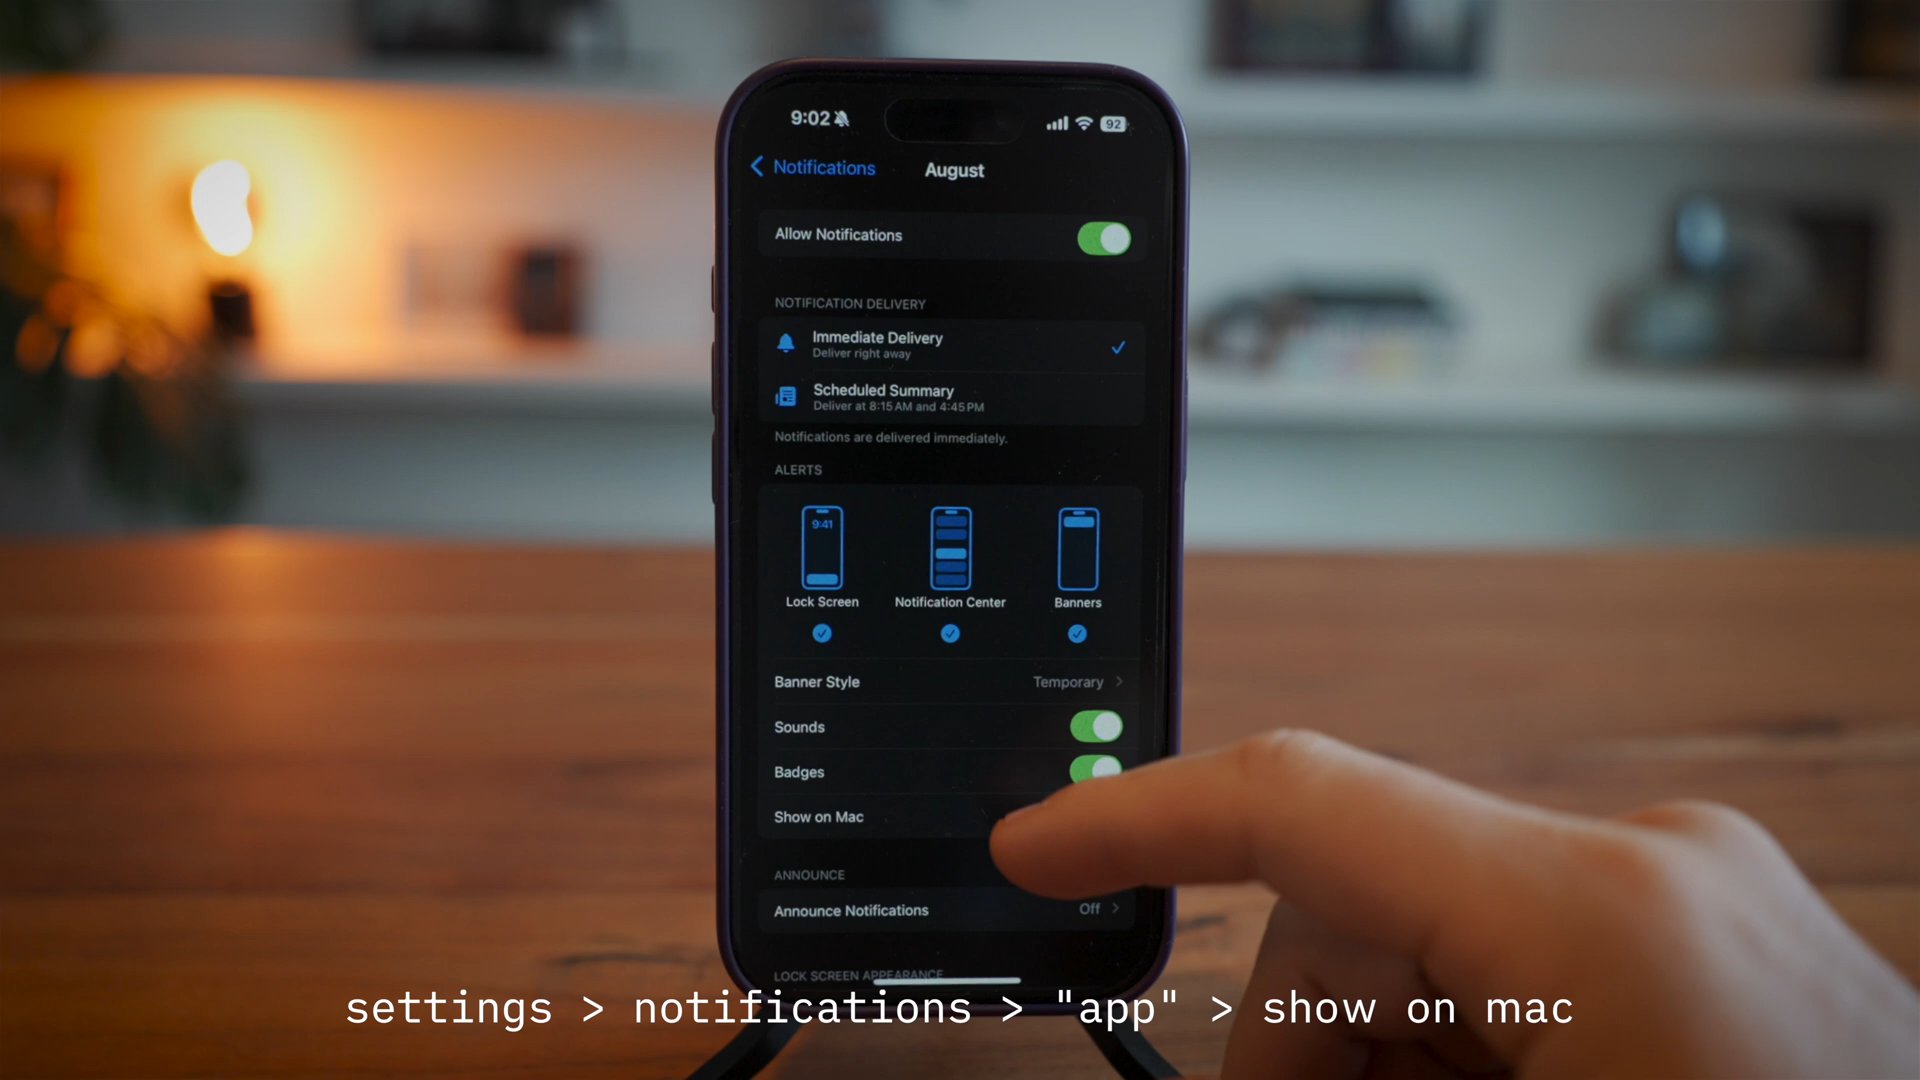 9:02 92
Notifications August
Allow Notifications
NOTIFICATION DELIVERY
Immediate Delivery
Deliver right away
Scheduled Summary
Deliver at 8:15 AM and 4:45 PM
Notifications are delivered immediately.
ALERTS
9:41
Lock Screen Notification Center Banners
Banner Style Temporary
Sounds
Badges
Show on Mac
ANNOUNCE
Announce Notifications Off
LOCK SCREEN APPEARANCE
settings > notifications > "app" > show on mac